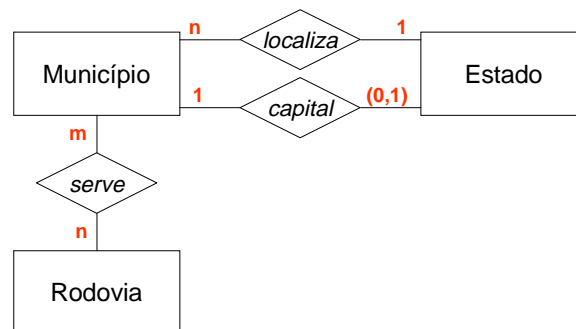 n localiza 1
Município Estado
1 capital (0,1)
m
serve
n
Rodovia